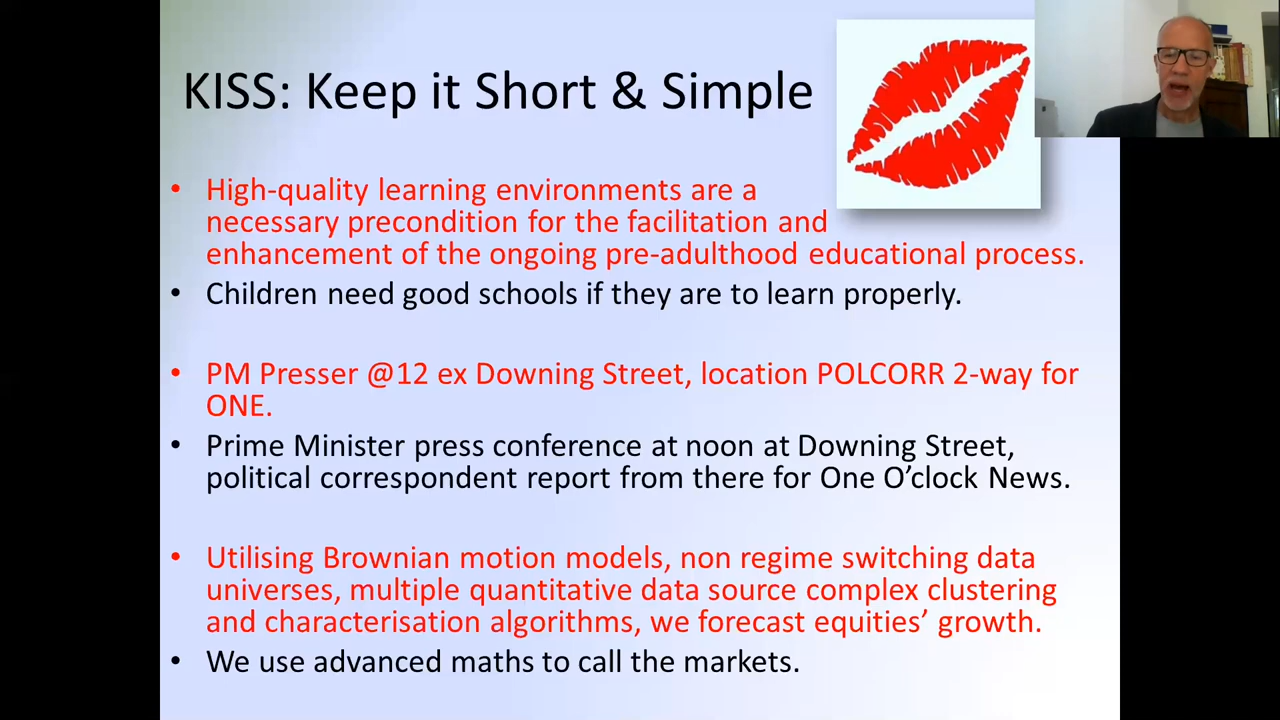 KISS: Keep it Short & Simple
• High-quality learning environments are a
necessary precondition for the facilitation and
enhancement of the ongoing pre-adulthood educational process.
• Children need good schools if they are to learn properly.
• PM Presser @12 ex Downing Street, location POLCORR 2-way for
ONE.
• Prime Minister press conference at noon at Downing Street,
political correspondent report from there for One O’clock News.
• Utilising Brownian motion models, non regime switching data
universes, multiple quantitative data source complex clustering
and characterisation algorithms, we forecast equities’ growth.
• We use advanced maths to call the markets.